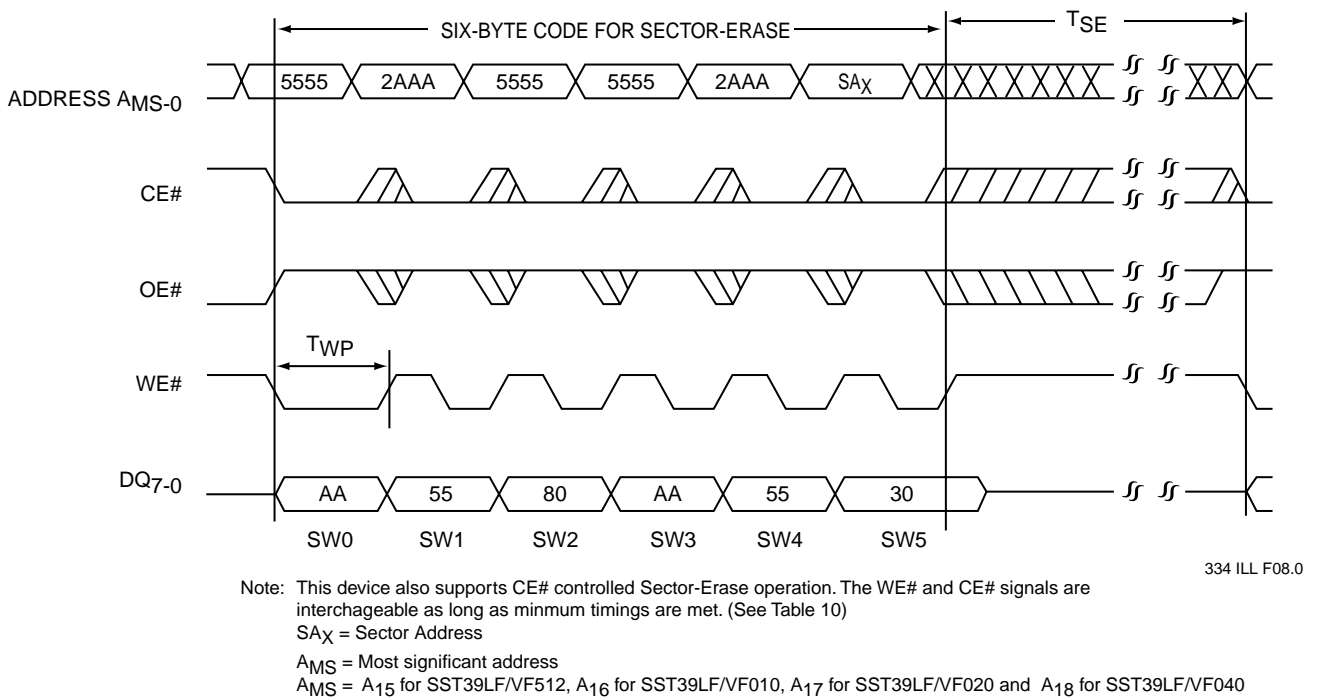 SIX-BYTE CODE FOR SECTOR-ERASE
TSE
ADDRESS AMS-0
5555 2AAA 5555 5555 2AAA SAX
CE#
OE#
TWP
WE#
DQ7-0
AA 55 80 AA 55 30
SW0 SW1 SW2 SW3 SW4 SW5
334 ILL F08.0
Note: This device also supports CE# controlled Sector-Erase operation. The WE# and CE# signals are
interchageable as long as minmum timings are met. (See Table 10)
SAX = Sector Address
AMS = Most significant address
AMS = A15 for SST39LF/VF512, A16 for SST39LF/VF010, A17 for SST39LF/VF020 and A18 for SST39LF/VF040